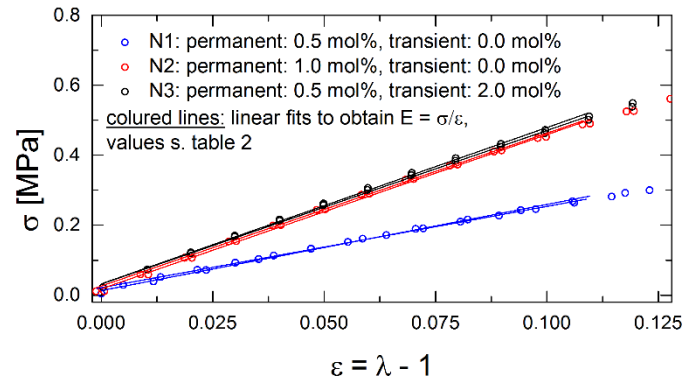 0.8
0.6
0.4
0.2
0.0
σ [MPa]
N1: permanent: 0.5 mol%, transient: 0.0 mol%
N2: permanent: 1.0 mol%, transient: 0.0 mol%
N3: permanent: 0.5 mol%, transient: 2.0 mol%
colured lines: linear fits to obtain E = σ/ε,
values s. table 2
0.000 0.025 0.050 0.075 0.100 0.125
ε = λ - 1